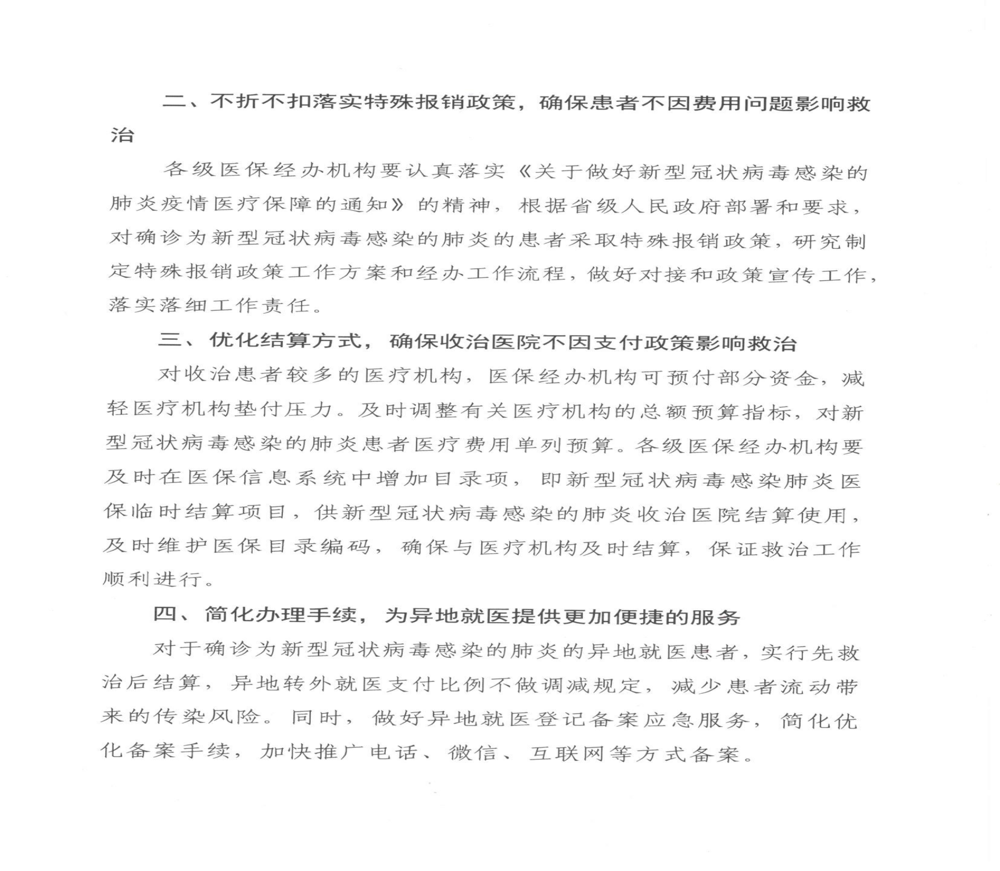 二、不折不扣落实特殊报销政策，确保患者不因费用问题影响救
治
各级医保经办机构要认真落实《关于做好新型冠状病毒感染的
肺炎疫情医疗保障的通知》的精神，根据省级人民政府部署和要求，
对确诊为新型冠状病毒感染的肺炎的患者采取特殊报销政策，研究制
定特殊报销政策工作方案和经办工作流程，做好对接和政策宣传工作，
落实落细工作责任。
三、优化结算方式，确保收治医院不因支付政策影响救治
对收治患者较多的医疗机构，医保经办机构可预付部分资金，减
轻医疗机构垫付压力。及时调整有关医疗机构的总额预算指标，对新
型冠状病毒感染的肺炎患者医疗费用单列预算。各级医保经办机构要
及时在医保信息系统中增加目录项，即新型冠状病毒感染肺炎医
保临时结算项目，供新型冠状病毒感染的肺炎收治医院结算使用，
及时维护医保目录编码，确保与医疗机构及时结算，保证救治工作
顺利进行。
四、简化办理手续，为异地就医提供更加便捷的服务
对于确诊为新型冠状病毒感染的肺炎的异地就医患者，实行先救
治后结算，异地转外就医支付比例不做调减规定，减少患者流动带
来的传染风险。同时，做好异地就医登记备案应急服务，简化优
化备案手续，加快推广电话、微信、互联网等方式备案。